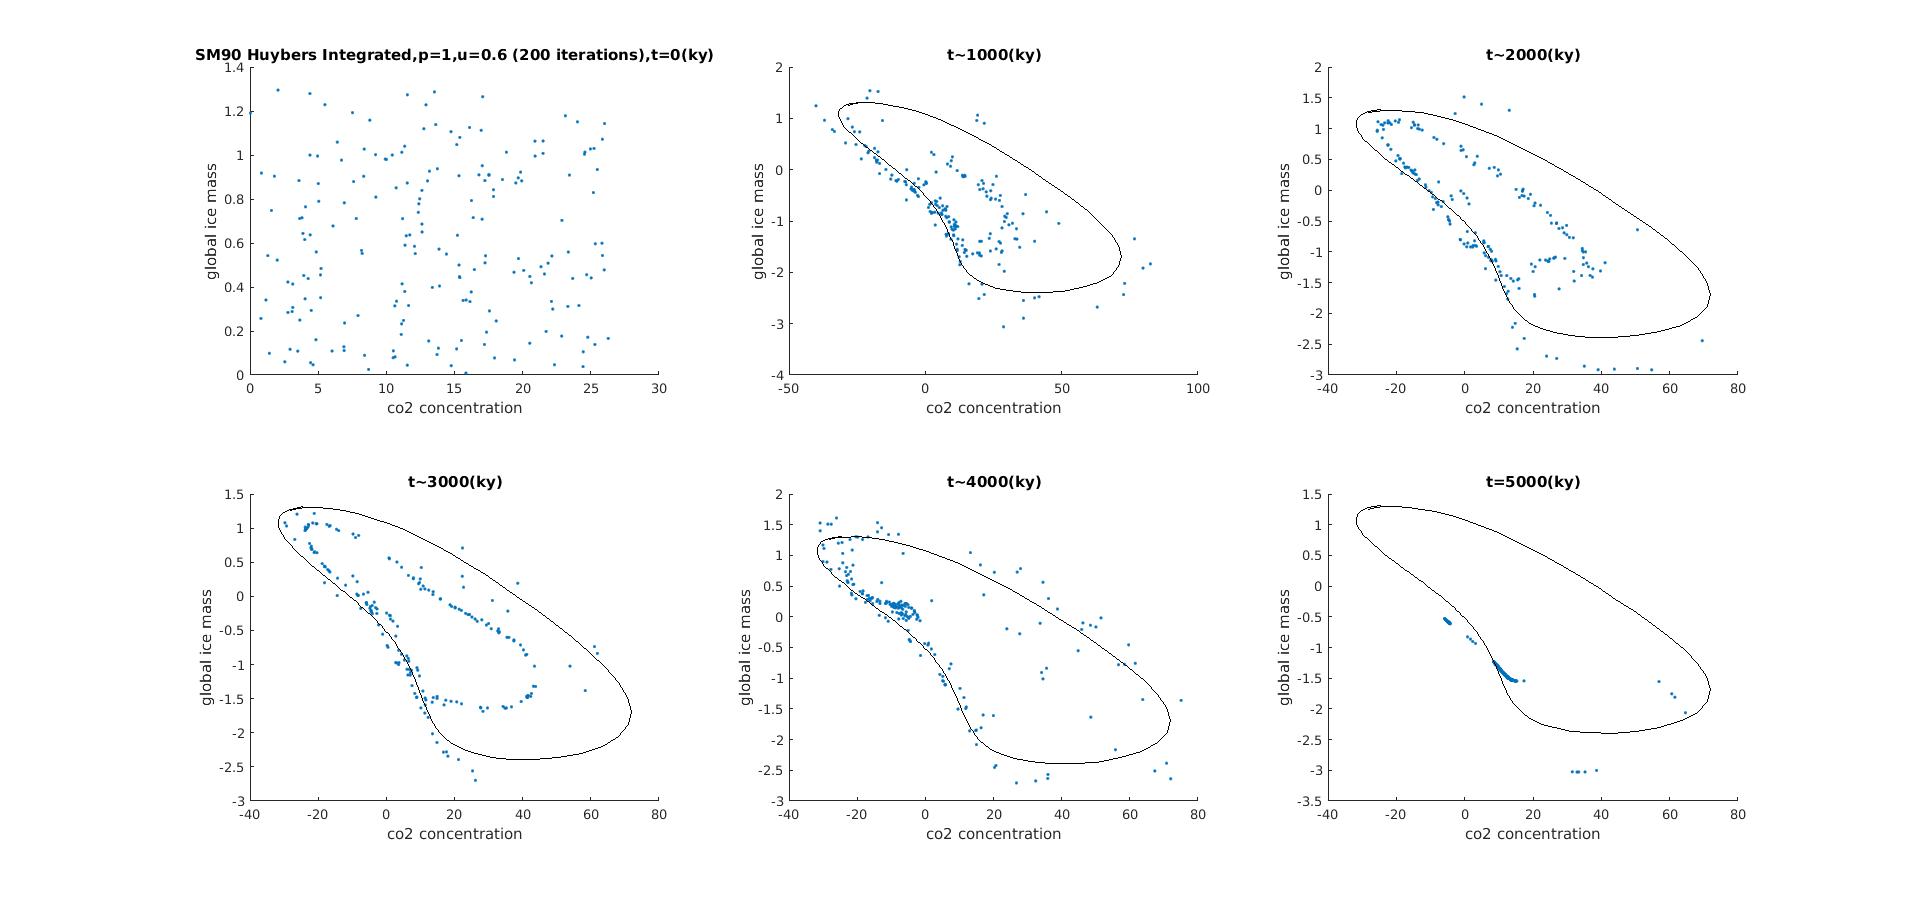 SM90 Huybers Integrated,p=1,u=0.6 (200 iterations),t=0(ky)
1.4
1.2
1
0.8
0.6
0.4
0.2
0
global ice mass
0 5 10 15 20 25 30
co2 concentration
t~1000(ky)
2
1
0
-1
-2
-3
-4
global ice mass
-50 0 50 100
co2 concentration
t~2000(ky)
2
1.5
1
0.5
0
-0.5
-1
-1.5
-2
-2.5
-3
global ice mass
-40 -20 0 20 40 60 80
co2 concentration
t~3000(ky)
1.5
1
0.5
0
-0.5
-1
-1.5
-2
-2.5
-3
global ice mass
-40 -20 0 20 40 60 80
co2 concentration
t~4000(ky)
2
1.5
1
0.5
0
-0.5
-1
-1.5
-2
-2.5
-3
global ice mass
-40 -20 0 20 40 60 80
co2 concentration
t=5000(ky)
1.5
1
0.5
0
-0.5
-1
-1.5
-2
-2.5
-3
-3.5
global ice mass
-40 -20 0 20 40 60 80
co2 concentration